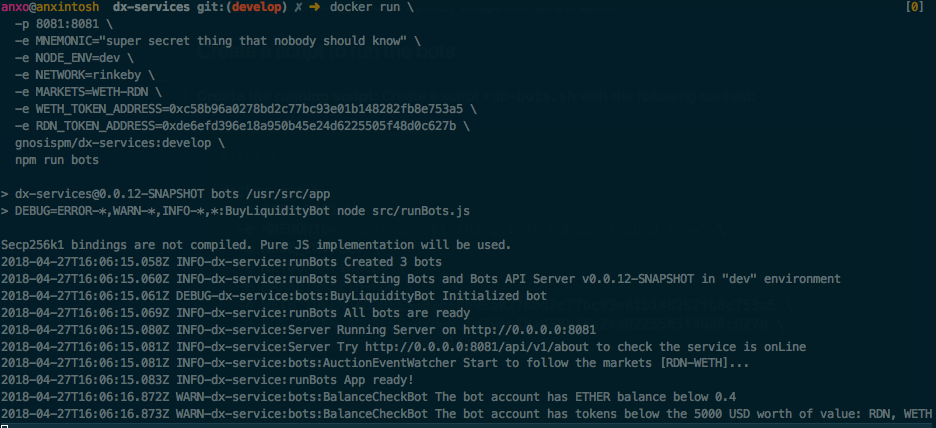 anxo@anxintosh dx-services git:(develop) ✗ ➜ docker run \ [0]
-p 8081:8081 \
-e MNEMONIC="super secret thing that nobody should know" \
-e NODE_ENV=dev \
-e NETWORK=rinkeby \
-e MARKETS=WETH-RDN \
-e WETH_TOKEN_ADDRESS=0xc58b96a0278bd2c77bc93e01b148282fb8e753a5 \
-e RDN_TOKEN_ADDRESS=0xde6efd396e18a950b45e24d6225505f48d0c627b \
gnosispm/dx-services:develop \
npm run bots
> dx-services@0.0.12-SNAPSHOT bots /usr/src/app
> DEBUG=ERROR-*,WARN-*,INFO-*,*:BuyLiquidityBot node src/runBots.js
Secp256k1 bindings are not compiled. Pure JS implementation will be used.
2018-04-27T16:06:15.058Z INFO-dx-service:runBots Created 3 bots
2018-04-27T16:06:15.060Z INFO-dx-service:runBots Starting Bots and Bots API Server v0.0.12-SNAPSHOT in "dev" environment
2018-04-27T16:06:15.061Z DEBUG-dx-service:bots:BuyLiquidityBot Initialized bot
2018-04-27T16:06:15.069Z INFO-dx-service:runBots All bots are ready
2018-04-27T16:06:15.080Z INFO-dx-service:Server Running Server on http://0.0.0.0:8081
2018-04-27T16:06:15.081Z INFO-dx-service:Server Try http://0.0.0.0:8081/api/v1/about to check the service is onLine
2018-04-27T16:06:15.081Z INFO-dx-service:bots:AuctionEventWatcher Start to follow the markets [RDN-WETH]...
2018-04-27T16:06:15.083Z INFO-dx-service:runBots App ready!
2018-04-27T16:06:16.872Z WARN-dx-service:bots:BalanceCheckBot The bot account has ETHER balance below 0.4
2018-04-27T16:06:16.873Z WARN-dx-service:bots:BalanceCheckBot The bot account has tokens below the 5000 USD worth of value: RDN, WETH